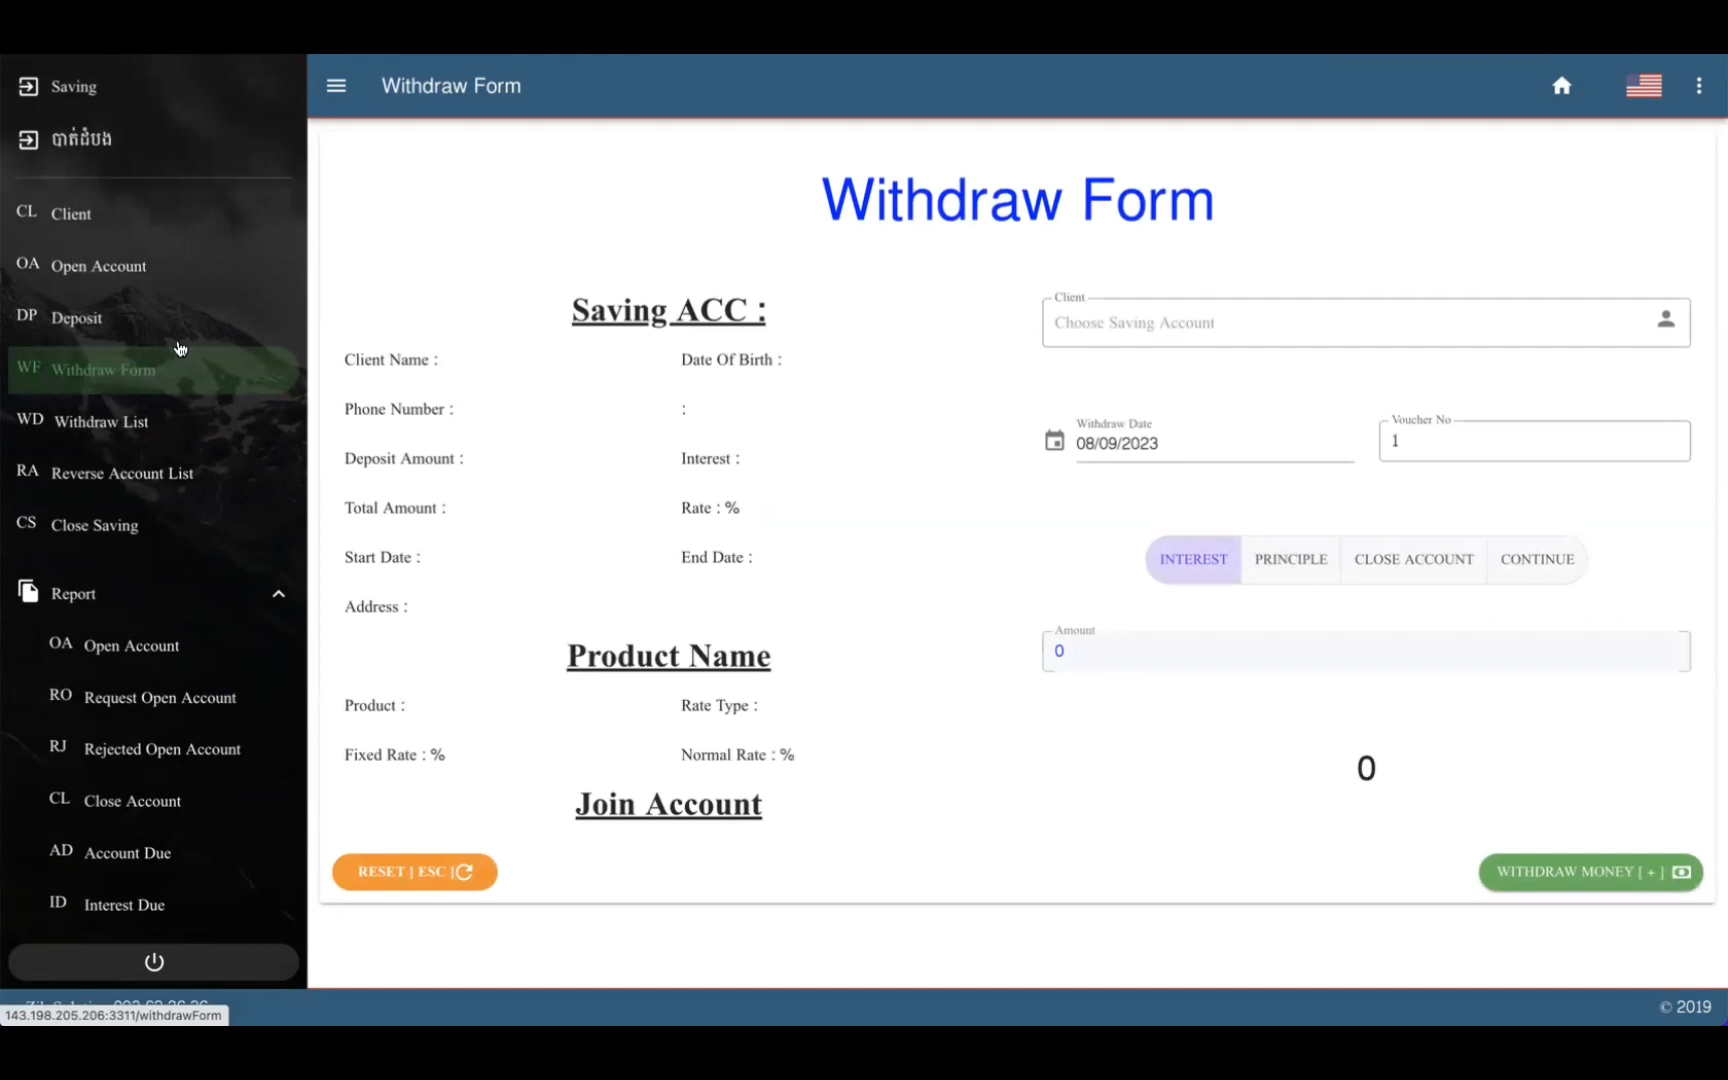 Saving
បាត់ដំបង
CL Client
OA Open Account
DP Deposit
WF Withdraw Form
WD Withdraw List
RA Reverse Account List
CS Close Saving
Report
OA Open Account
RO Request Open Account
RJ Rejected Open Account
CL Close Account
AD Account Due
ID Interest Due
143.198.205.206:3311/withdrawForm
Withdraw Form
Withdraw Form
Saving ACC :
Client Name :
Date Of Birth :
Phone Number :
:
Deposit Amount :
Interest :
Total Amount :
Rate : %
Start Date :
End Date :
Address :
Product Name
Product :
Rate Type :
Fixed Rate : %
Normal Rate : %
Join Account
RESET [ ESC ]
Client
Choose Saving Account
Withdraw Date
08/09/2023
Voucher No
1
INTEREST PRINCIPLE CLOSE ACCOUNT CONTINUE
Amount
0
0
WITHDRAW MONEY [ + ]
© 2019